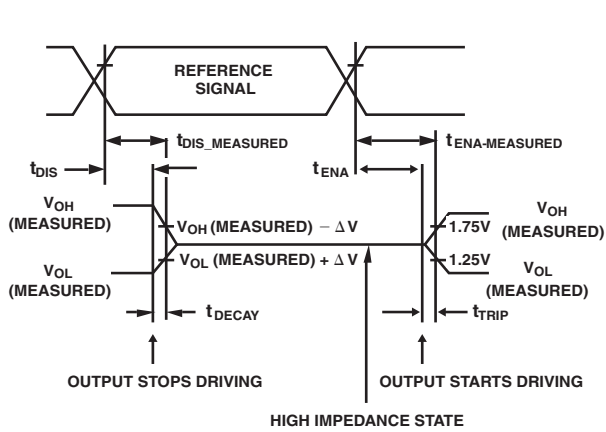 REFERENCE
SIGNAL
tDIS_MEASURED
tENA-MEASURED
tDIS
tENA
VOH
(MEASURED)
VOH (MEASURED) − ΔV
1.75V
VOH
(MEASURED)
VOL
(MEASURED)
VOL (MEASURED) + ΔV
1.25V
VOL
(MEASURED)
tDECAY
tTRIP
OUTPUT STOPS DRIVING
OUTPUT STARTS DRIVING
HIGH IMPEDANCE STATE